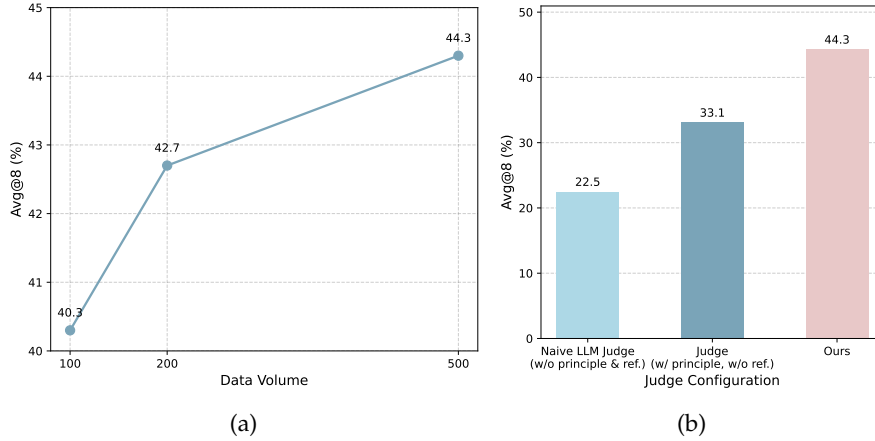 45
44
43
42
41
40
Avg@8 (%)
40.3
42.7
44.3
100
200
500
Data Volume
(a)
50
40
30
20
10
0
Avg@8 (%)
22.5
33.1
44.3
Naive LLM Judge
(w/o principle & ref.)
Judge
(w/ principle, w/o ref.)
Ours
Judge Configuration
(b)